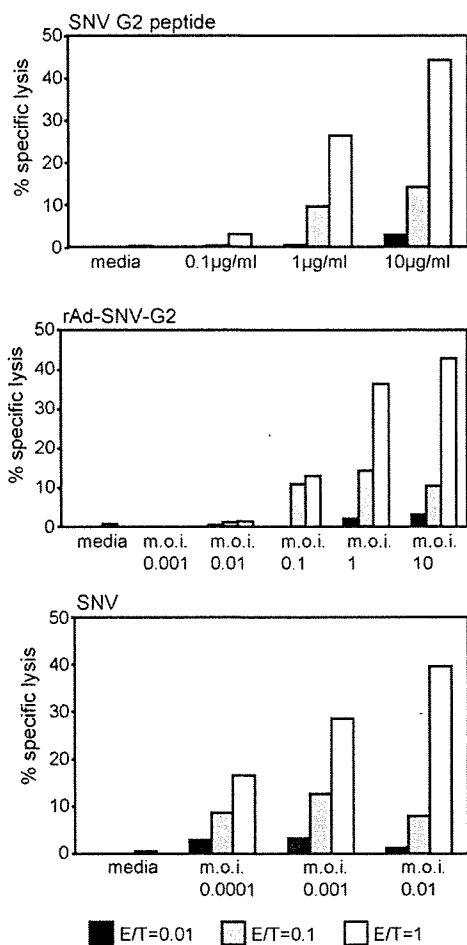 SNV G2 peptide
% specific lysis
50
40
30
20
10
0
media 0.1µg/ml 1µg/ml 10µg/ml
rAd-SNV-G2
% specific lysis
50
40
30
20
10
0
media m.o.i. m.o.i. m.o.i. m.o.i. m.o.i.
0.001 0.01 0.1 1 10
SNV
% specific lysis
50
40
30
20
10
0
media m.o.i. m.o.i. m.o.i.
0.0001 0.001 0.01
E/T=0.01 E/T=0.1 E/T=1